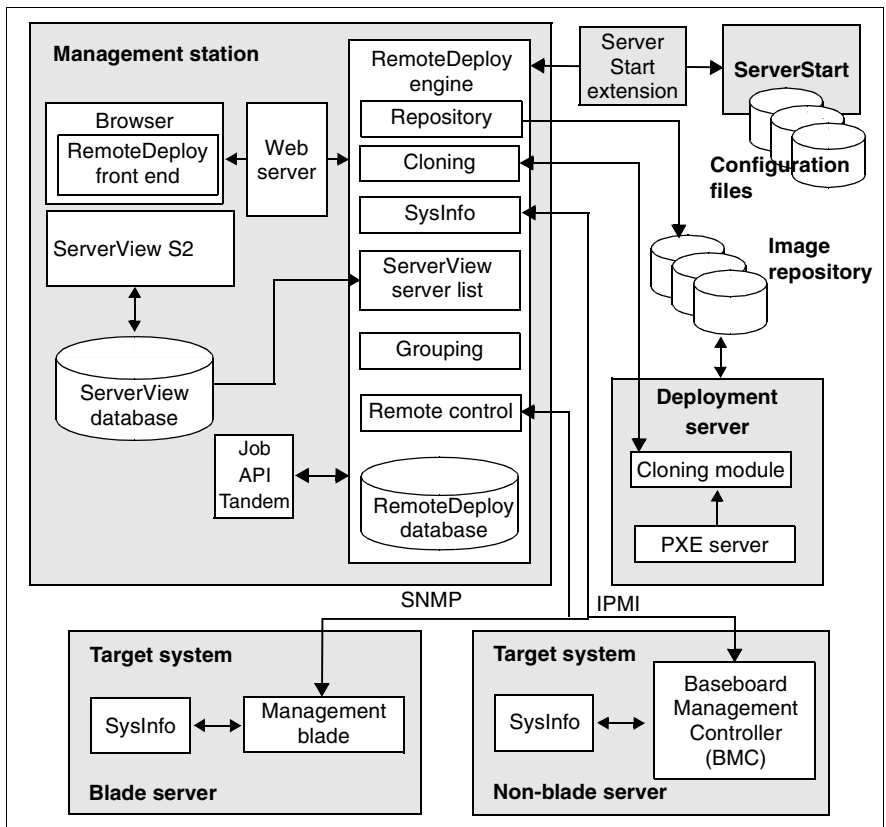 Management station
RemoteDeploy
engine
Server
Start
extension
ServerStart
Configuration
files
Browser
RemoteDeploy
front end
Web
server
Repository
Cloning
SysInfo
ServerView
server list
Grouping
Remote control
RemoteDeploy
database
ServerView S2
ServerView
database
Job
API
Tandem
Image
repository
Deployment
server
Cloning module
PXE server
SNMP
IPMI
Target system
SysInfo
Management
blade
Blade server
Target system
SysInfo
Baseboard
Management
Controller
(BMC)
Non-blade server